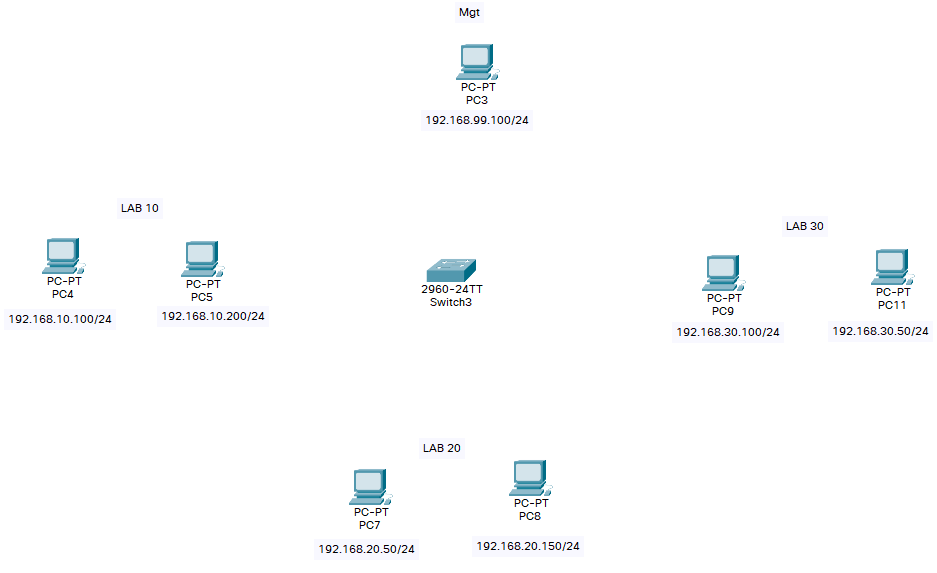 Mgt
PC-PT
PC3
192.168.99.100/24
LAB 10
PC-PT
PC4
192.168.10.100/24
PC-PT
PC5
192.168.10.200/24
2960-24TT
Switch3
LAB 30
PC-PT
PC9
192.168.30.100/24
PC-PT
PC11
192.168.30.50/24
LAB 20
PC-PT
PC7
192.168.20.50/24
PC-PT
PC8
192.168.20.150/24